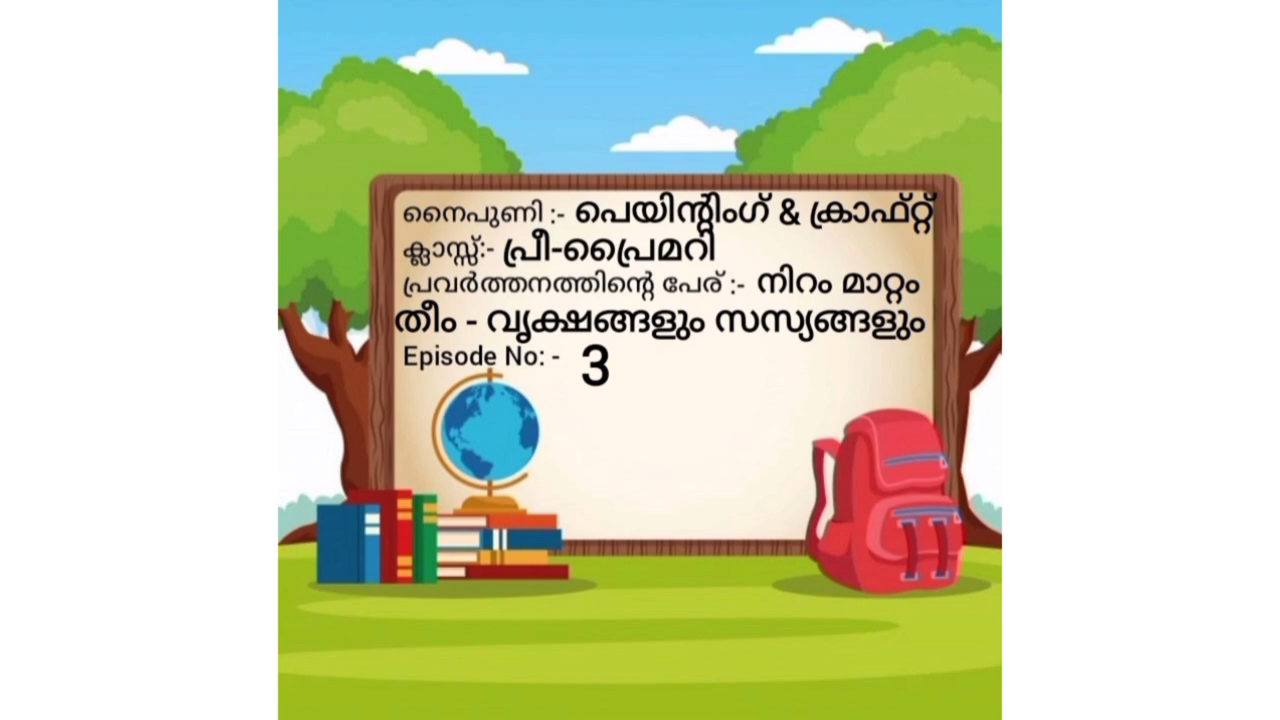 നൈപുണി :- പെയിന്റിംഗ് & ക്രാഫ്റ്റ്
ക്ലാസ്സ്:- പ്രീ-പ്രൈമറി
പ്രവർത്തനത്തിന്റെ പേര് :- നിറം മാറ്റം
തീം - വൃക്ഷങ്ങളും സസ്യങ്ങളും
Episode No: - 3